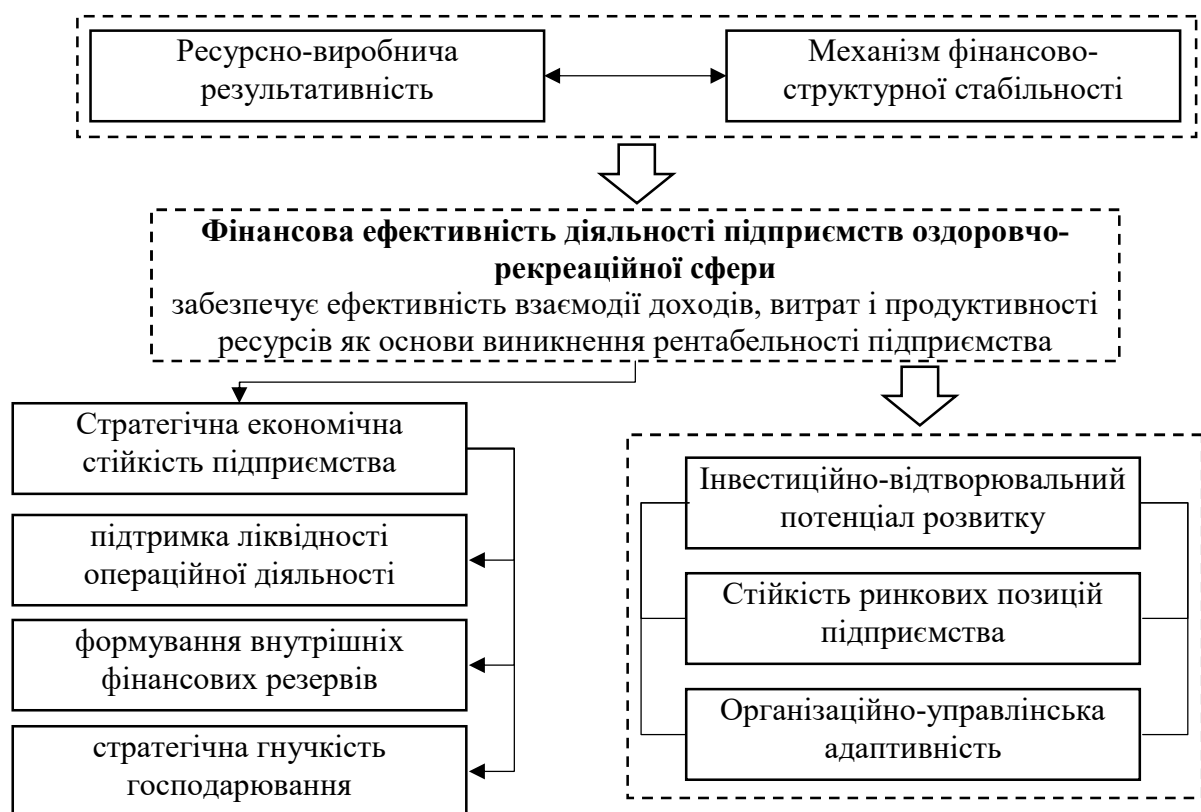 Ресурсно-виробнича
результативність
Механізм фінансово-
структурної стабільності
Фінансова ефективність діяльності підприємств оздоровчо-
рекреаційної сфери
забезпечує ефективність взаємодії доходів, витрат і продуктивності
ресурсів як основи виникнення рентабельності підприємства
Стратегічна економічна
стійкість підприємства
підтримка ліквідності
операційної діяльності
формування внутрішніх
фінансових резервів
стратегічна гнучкість
господарювання
Інвестиційно-відтворювальний
потенціал розвитку
Стійкість ринкових позицій
підприємства
Організаційно-управлінська
адаптивність